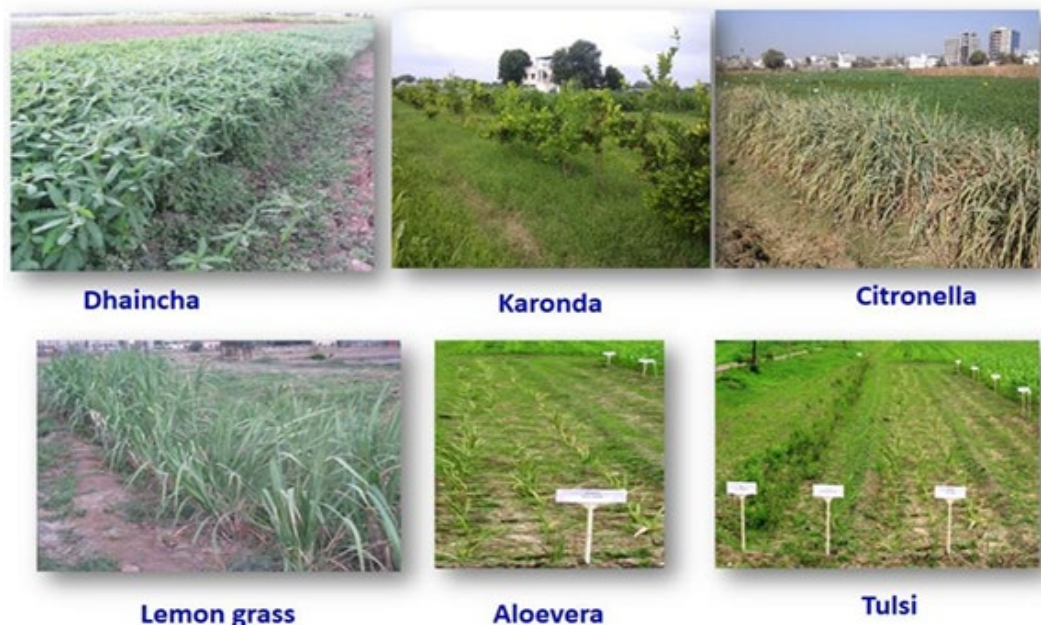 Dhaincha
Karonda
Citronella
Lemon grass
Aloevera
Tulsi